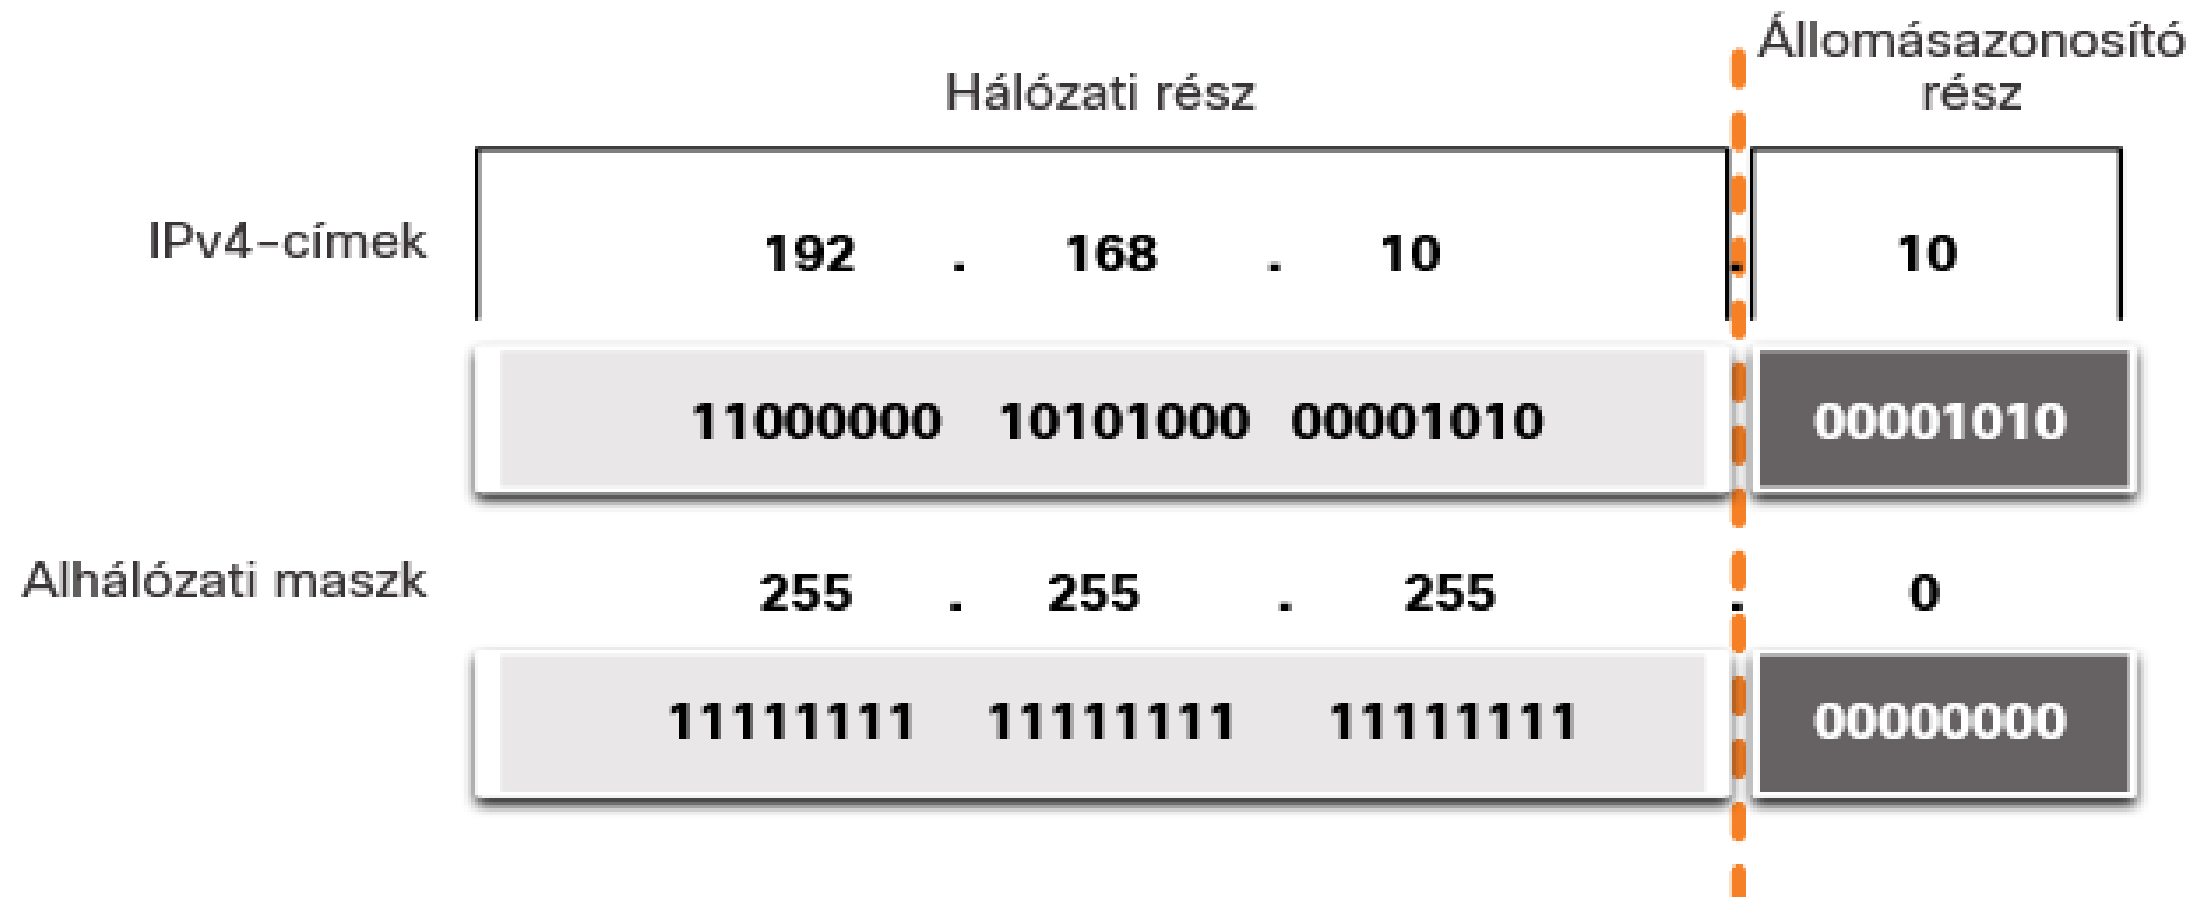 Hálózati rész
Állomásazonosító
rész
IPv4-címek
192 . 168 . 10 . 10
11000000 10101000 00001010 00001010
Alhálózati maszk
255 . 255 . 255 . 0
11111111 11111111 11111111 00000000